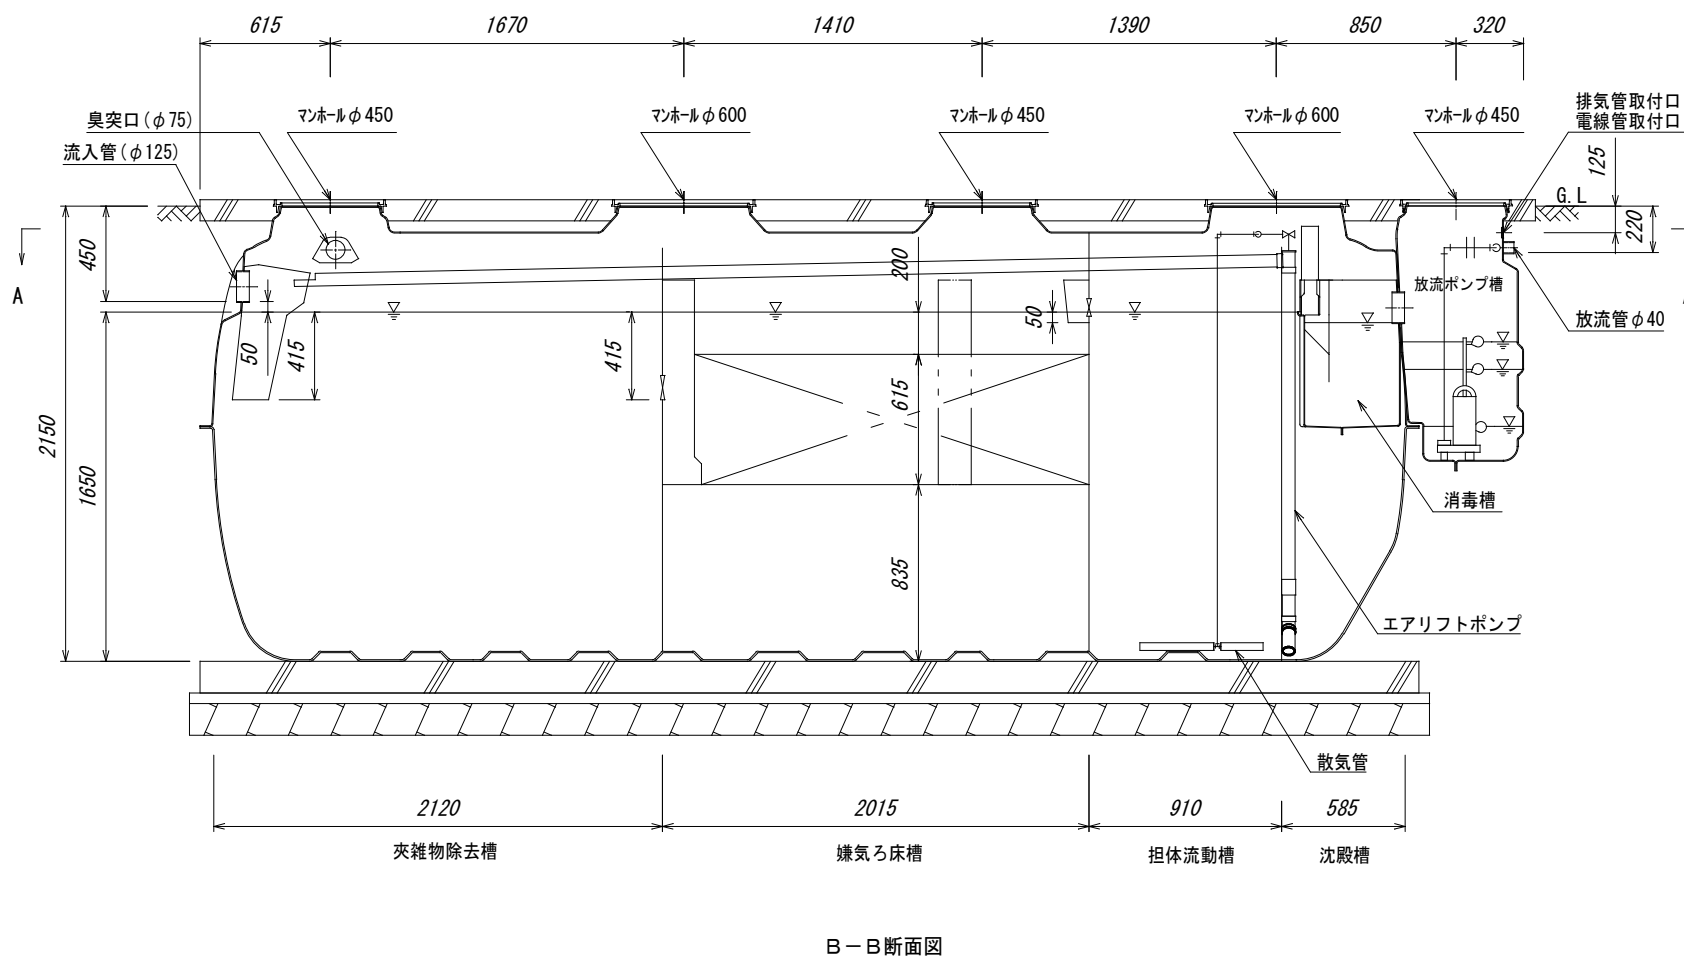 615
1670
1410
1390
850
320
臭突口(φ75)
流入管(φ125)
マンホールφ450
マンホールφ600
マンホールφ450
マンホールφ600
マンホールφ450
排気管取付口
電線管取付口
125
G.L
220
450
A
200
放流ポンプ槽
放流管φ40
50
415
415
50
615
2150
1650
835
消毒槽
エアリフトポンプ
散気管
2120
2015
910
585
夾雑物除去槽
嫌気ろ床槽
担体流動槽
沈殿槽
B-B断面図